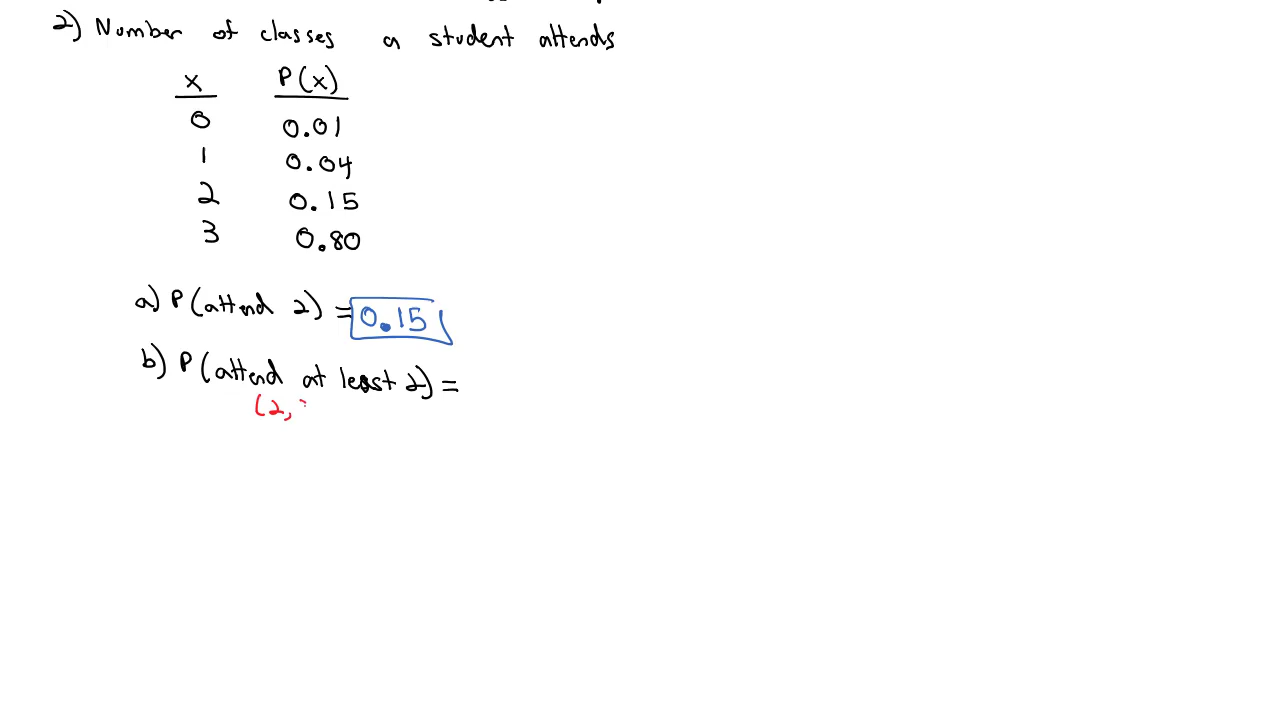 2) Number of classes a student attends
x P(x)
0 0.01
1 0.04
2 0.15
3 0.80
a) P(attend 2) = 0.15
b) P(attend at least 2) =
(2,